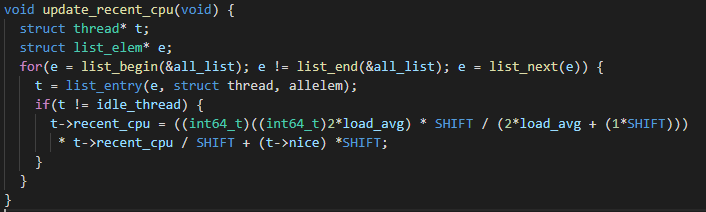 void update_recent_cpu(void) {
struct thread* t;
struct list_elem* e;
for(e = list_begin(&all_list); e != list_end(&all_list); e = list_next(e)) {
t = list_entry(e, struct thread, allelem);
if(t != idle_thread) {
t->recent_cpu = ((int64_t)((int64_t)2*load_avg) * SHIFT / (2*load_avg + (1*SHIFT)))
* t->recent_cpu / SHIFT + (t->nice) *SHIFT;
}
}
}